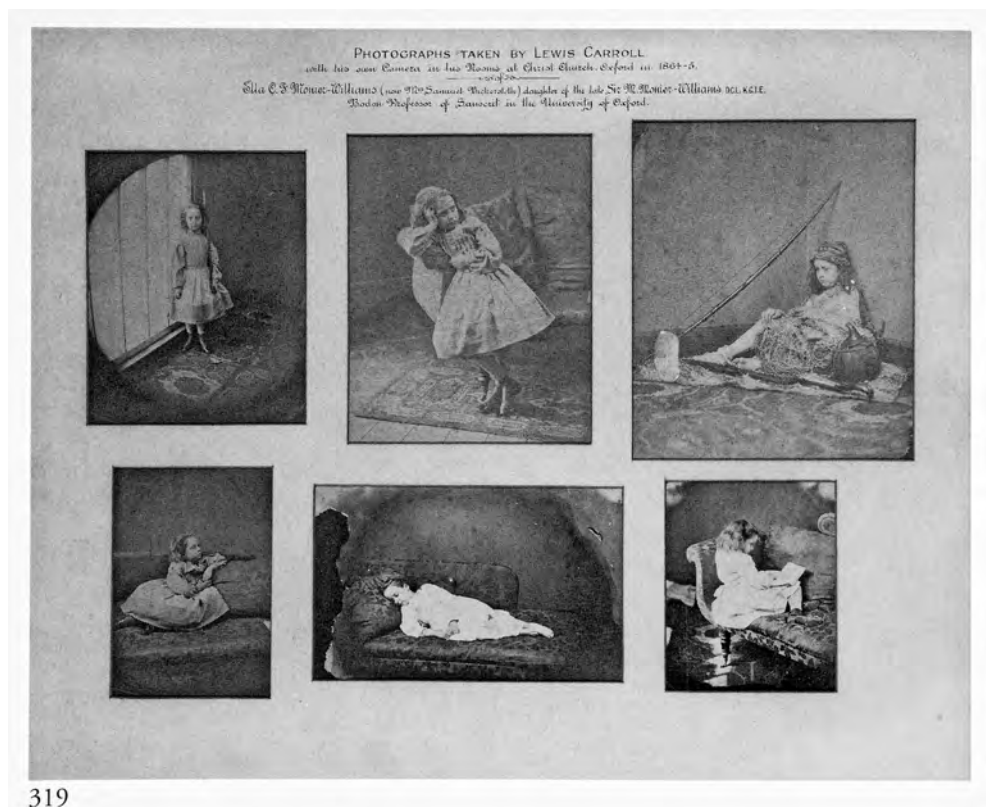 PHOTOGRAPHS TAKEN BY LEWIS CARROLL
with his own Camera in his Rooms at Christ Church, Oxford in 1864-5.
of
Ella C. F. Monier-Williams (now Mrs Samuel Bickersteth) daughter of the late Sir M. Monier-Williams D.C.L. K.C.I.E.
Boden Professor of Sanscrit in the University of Oxford.
319